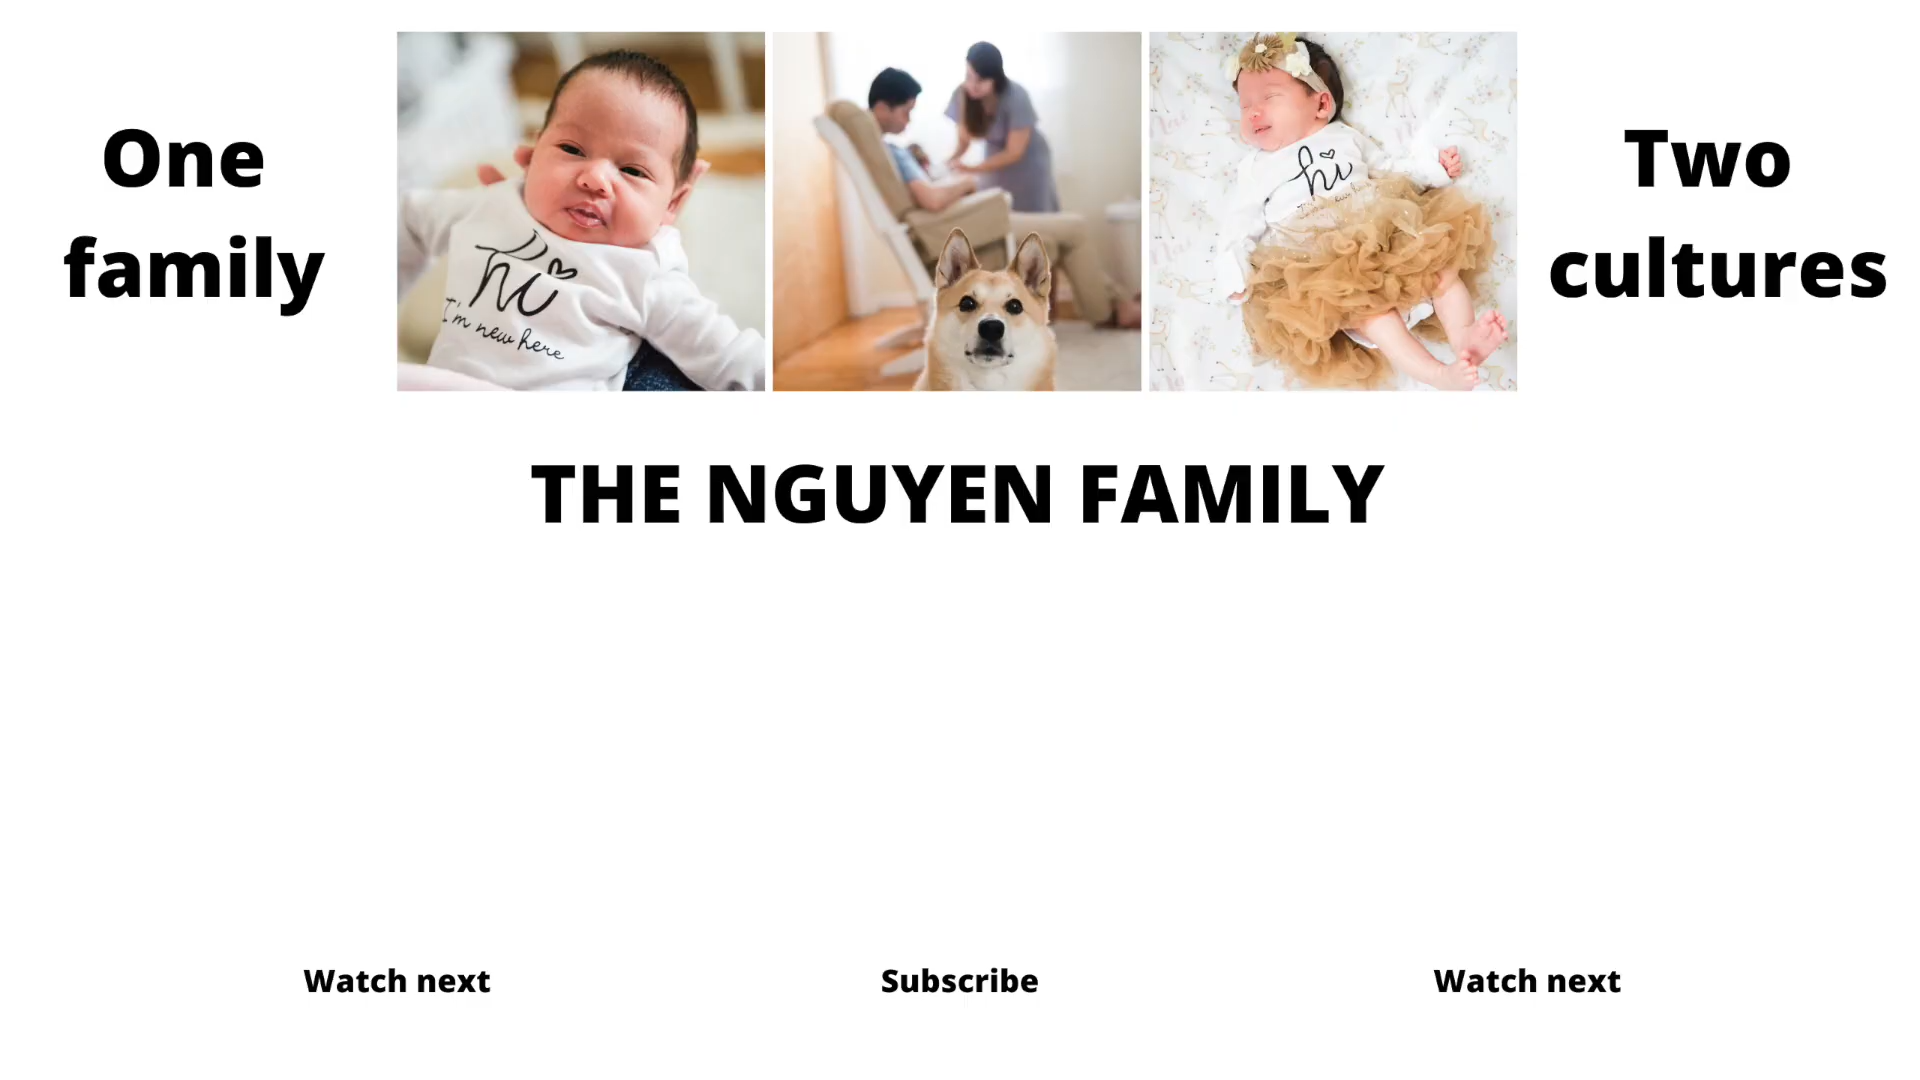 One
family
hi
I'm new here
hi
Two
cultures
THE NGUYEN FAMILY
Watch next
Subscribe
Watch next